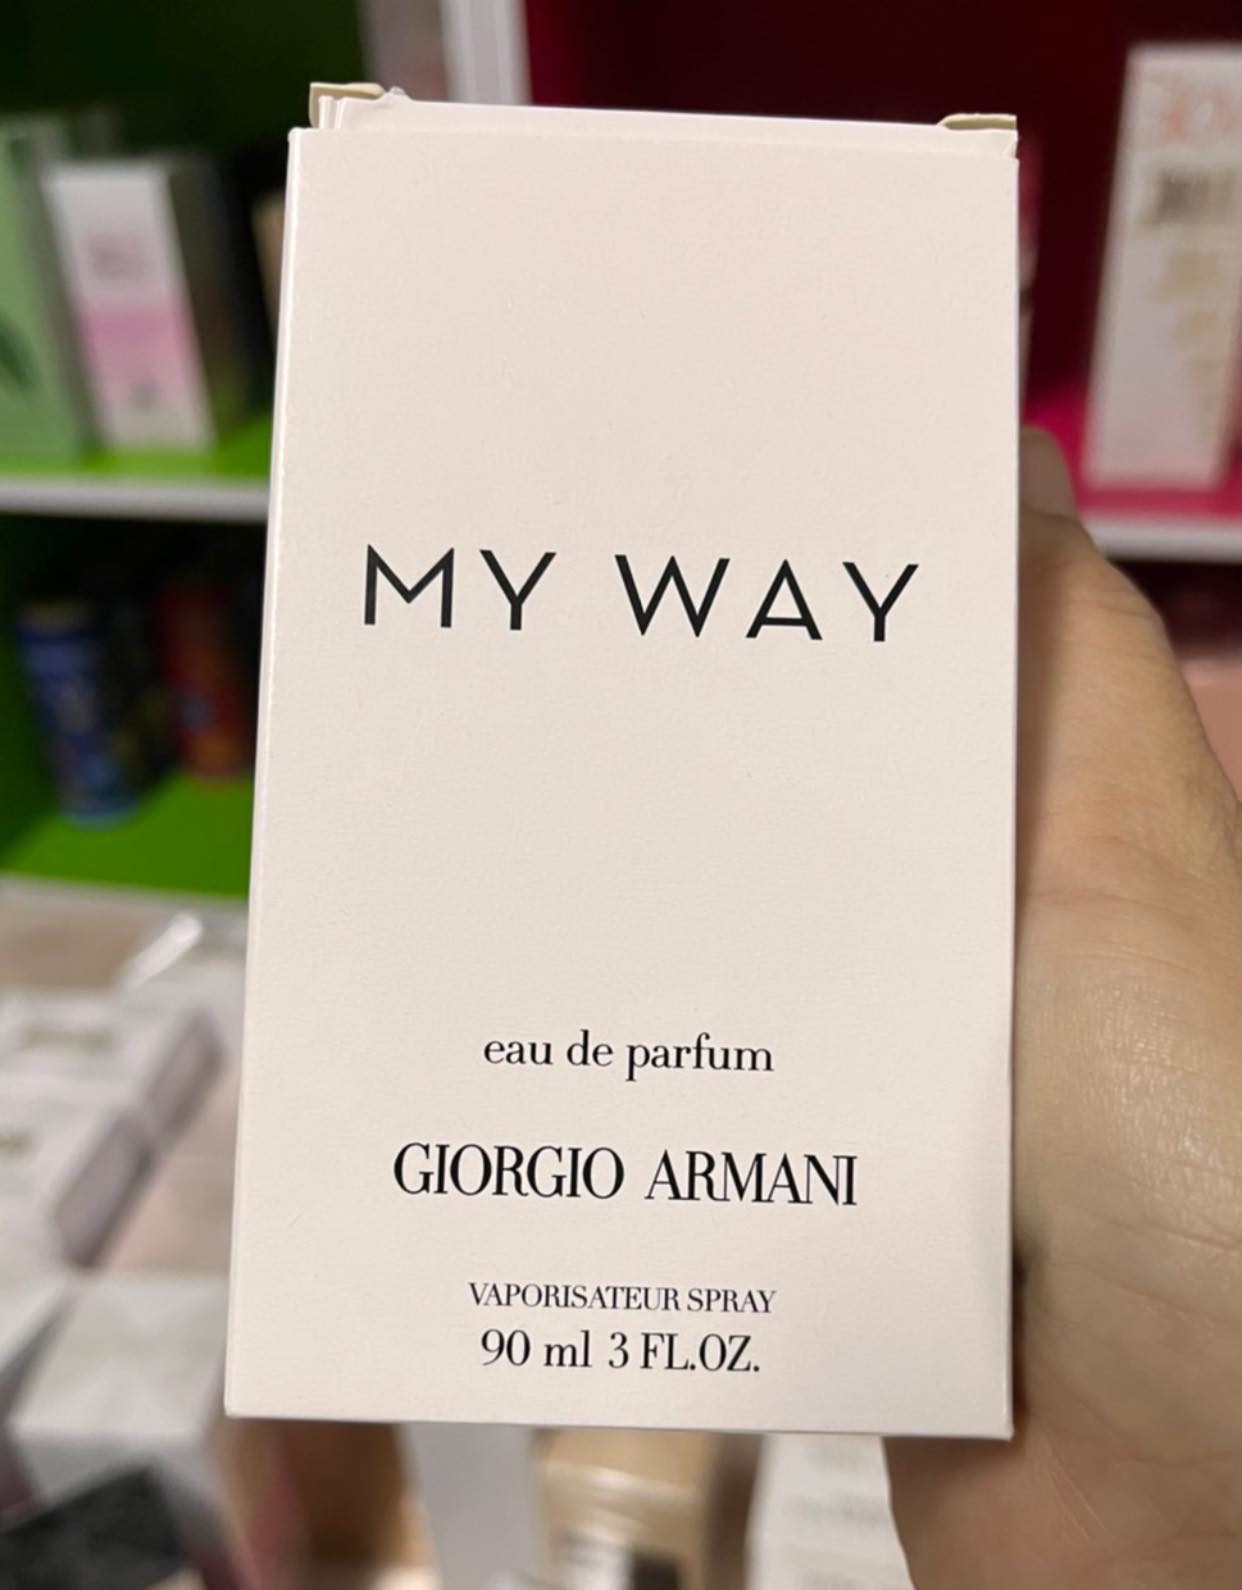 MY WAY
eau de parfum
GIORGIO ARMANI
VAPORISATEUR SPRAY
90 ml 3 FL.OZ.